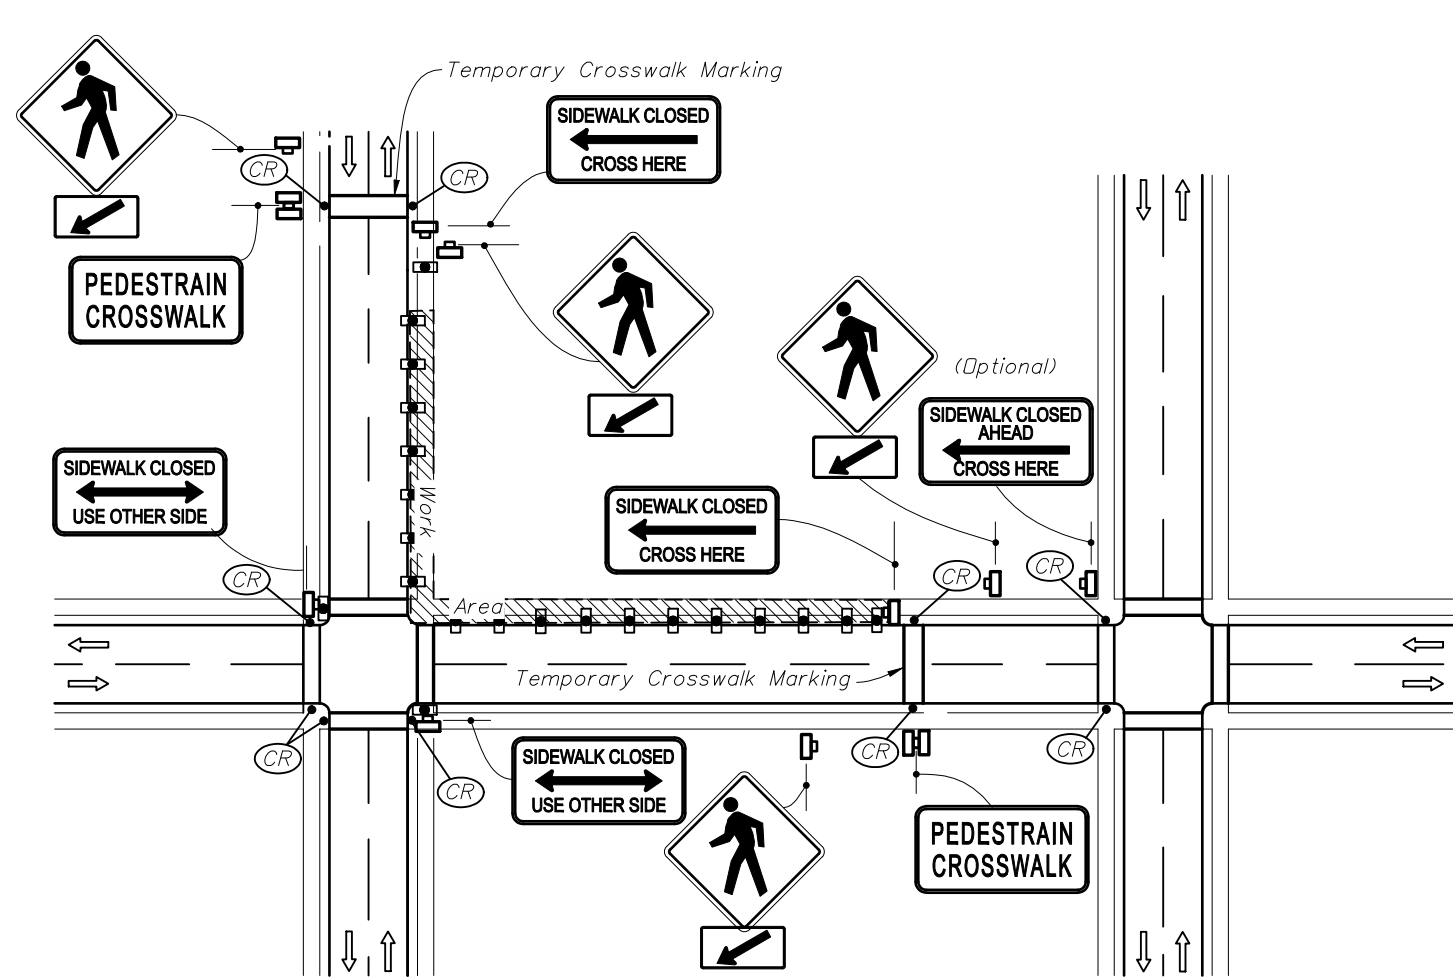 Temporary Crosswalk Marking
SIDEWALK CLOSED
CROSS HERE
CR
CR
PEDESTRAIN
CROSSWALK
(Optional)
SIDEWALK CLOSED
AHEAD
CROSS HERE
SIDEWALK CLOSED
USE OTHER SIDE
Work
SIDEWALK CLOSED
CROSS HERE
CR
CR
CR
Area
Temporary Crosswalk Marking
CR
CR
CR
CR
SIDEWALK CLOSED
USE OTHER SIDE
PEDESTRAIN
CROSSWALK